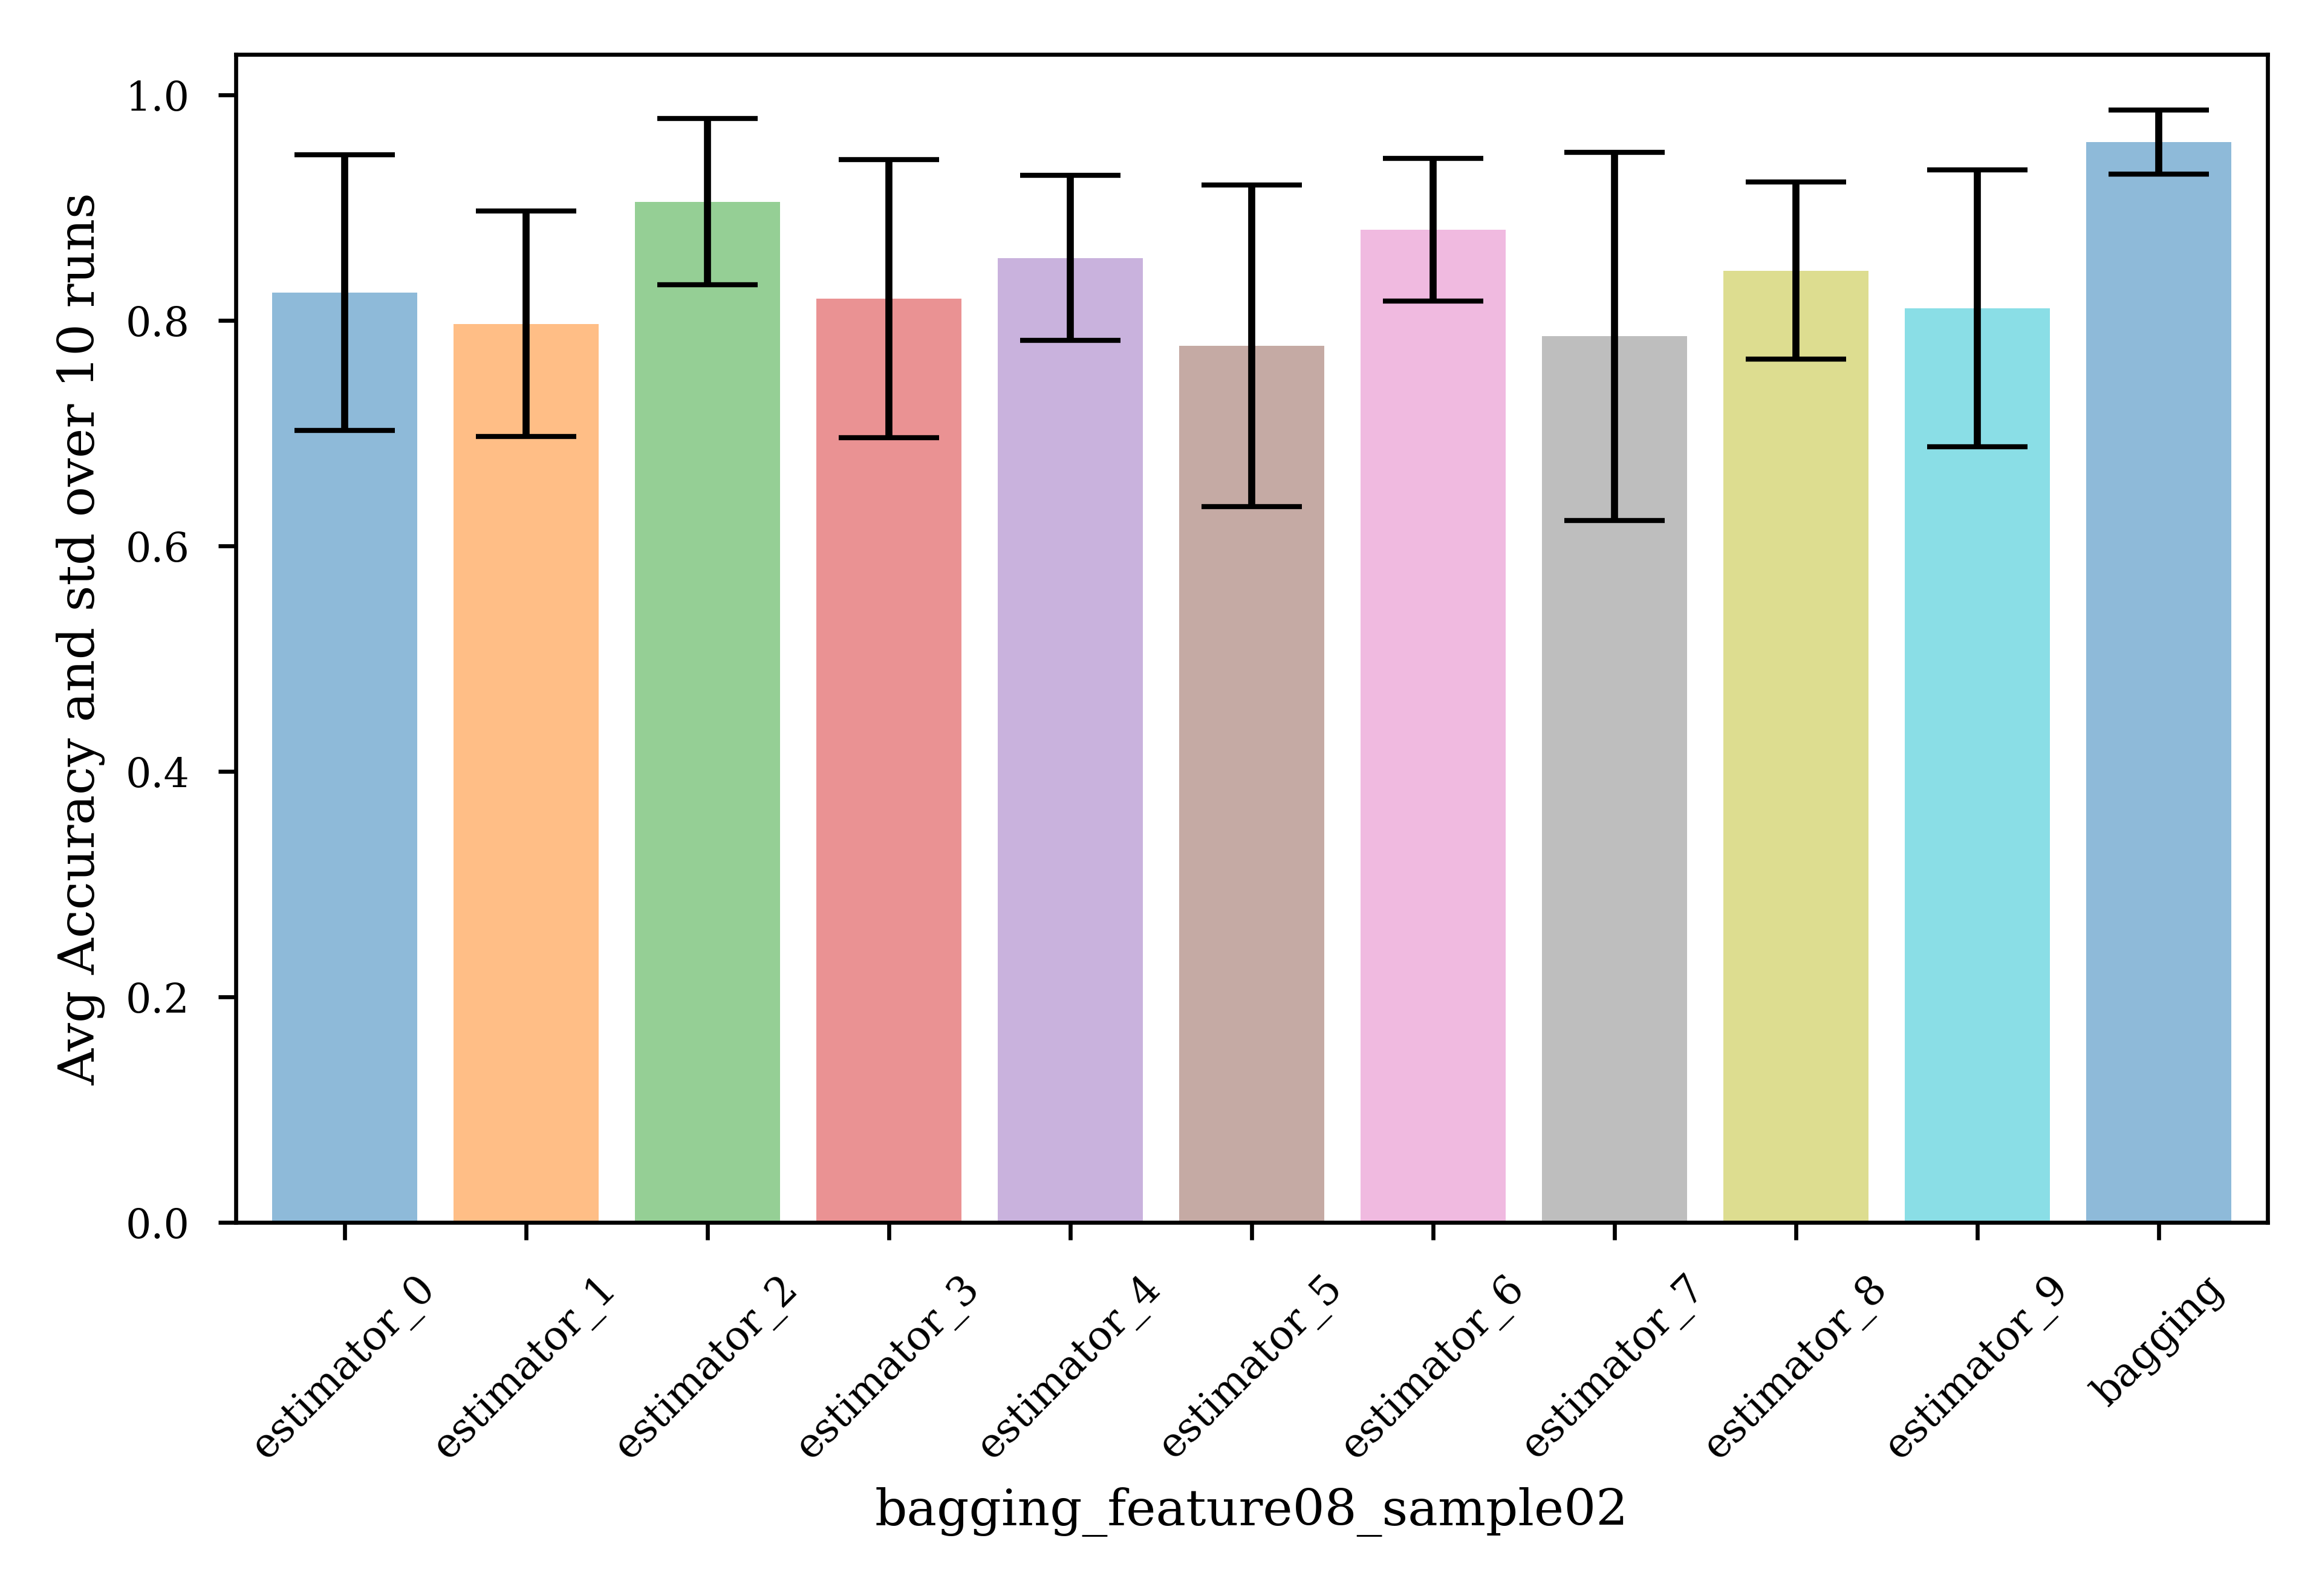 Avg Accuracy and std over 10 runs
1.0
0.8
0.6
0.4
0.2
0.0
estimator_0
estimator_1
estimator_2
estimator_3
estimator_4
estimator_5
estimator_6
estimator_7
estimator_8
estimator_9
bagging
bagging_feature08_sample02